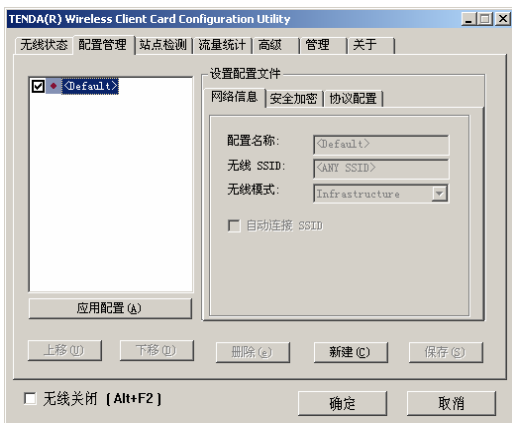 TENDA(R) Wireless Client Card Configuration Utility
无线状态 配置管理 站点检测 流量统计 高级 管理 关于
<Default>
设置配置文件
网络信息 安全加密 协议配置
配置名称: <Default>
无线 SSID: <ANY SSID>
无线模式: Infrastructure
自动连接 SSID
应用配置(A)
上移(U) 下移(D) 删除(e) 新建(C) 保存(S)
无线关闭 (Alt+F2) 确定 取消